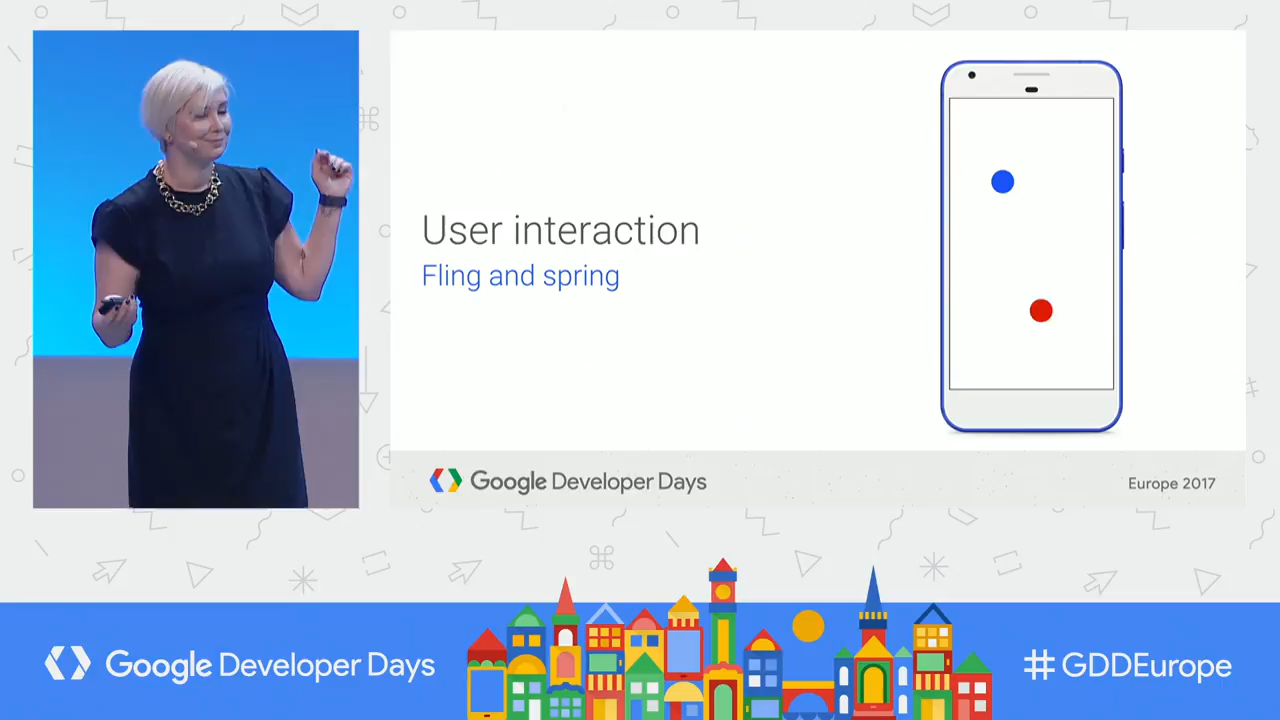 User interaction
Fling and spring
Google Developer Days
Europe 2017
Google Developer Days
#GDDEurope